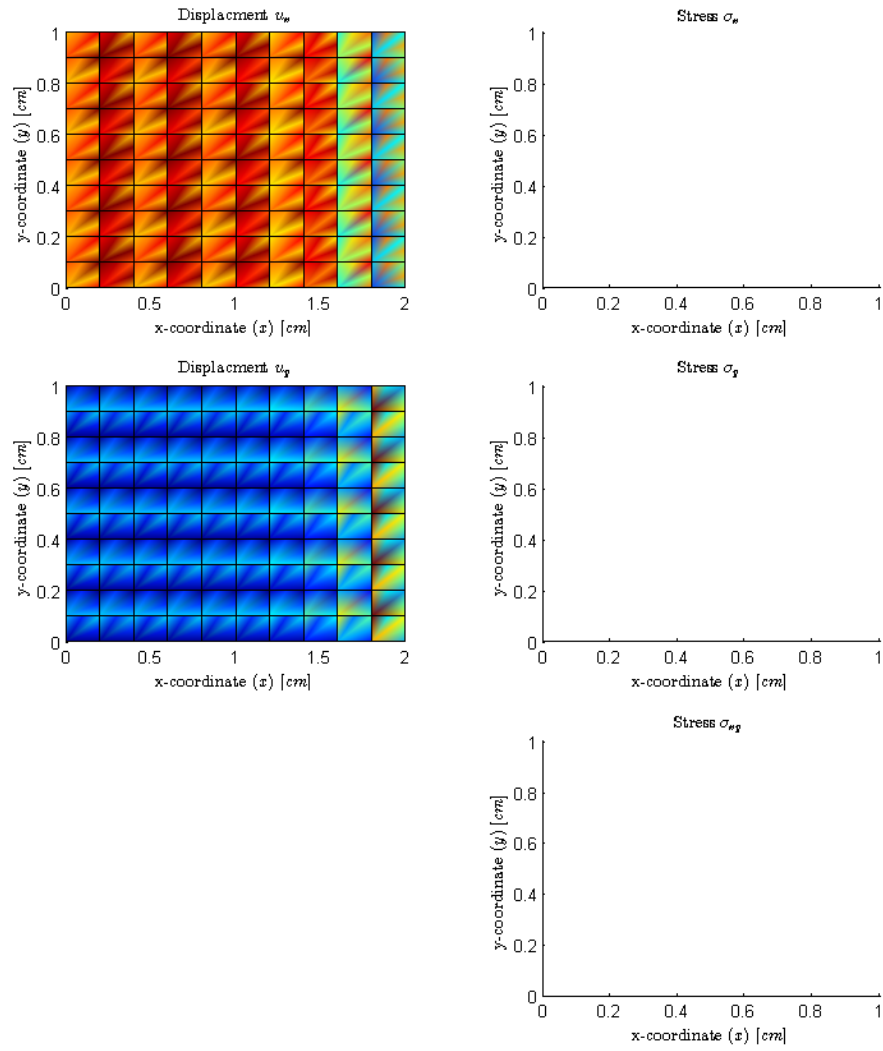 Displacment u_x
y-coordinate (y) [cm]
1
0.8
0.6
0.4
0.2
0
0 0.5 1 1.5 2
x-coordinate (x) [cm]
Stress σ_x
y-coordinate (y) [cm]
1
0.8
0.6
0.4
0.2
0
0 0.2 0.4 0.6 0.8 1
x-coordinate (x) [cm]
Displacment u_y
y-coordinate (y) [cm]
1
0.8
0.6
0.4
0.2
0
0 0.5 1 1.5 2
x-coordinate (x) [cm]
Stress σ_y
y-coordinate (y) [cm]
1
0.8
0.6
0.4
0.2
0
0 0.2 0.4 0.6 0.8 1
x-coordinate (x) [cm]
Stress σ_xy
y-coordinate (y) [cm]
1
0.8
0.6
0.4
0.2
0
0 0.2 0.4 0.6 0.8 1
x-coordinate (x) [cm]